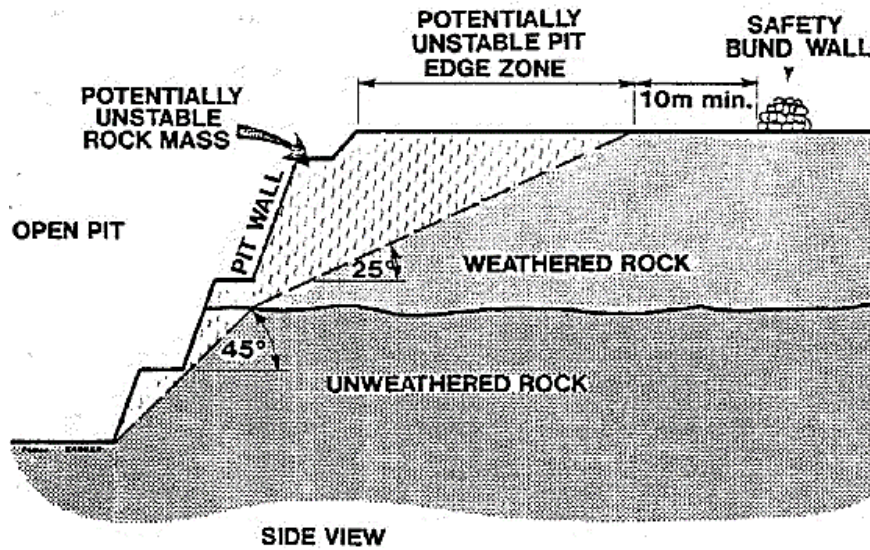 POTENTIALLY
UNSTABLE PIT
EDGE ZONE
SAFETY
BUND WALL
10m min.
POTENTIALLY
UNSTABLE
ROCK MASS
PIT WALL
OPEN PIT
25°
WEATHERED ROCK
45°
UNWEATHERED ROCK
SIDE VIEW